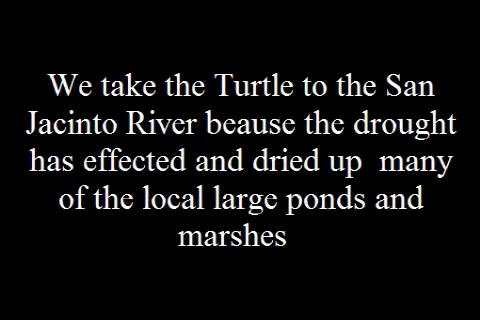 We take the Turtle to the San
Jacinto River beause the drought
has effected and dried up  many
of the local large ponds and
marshes